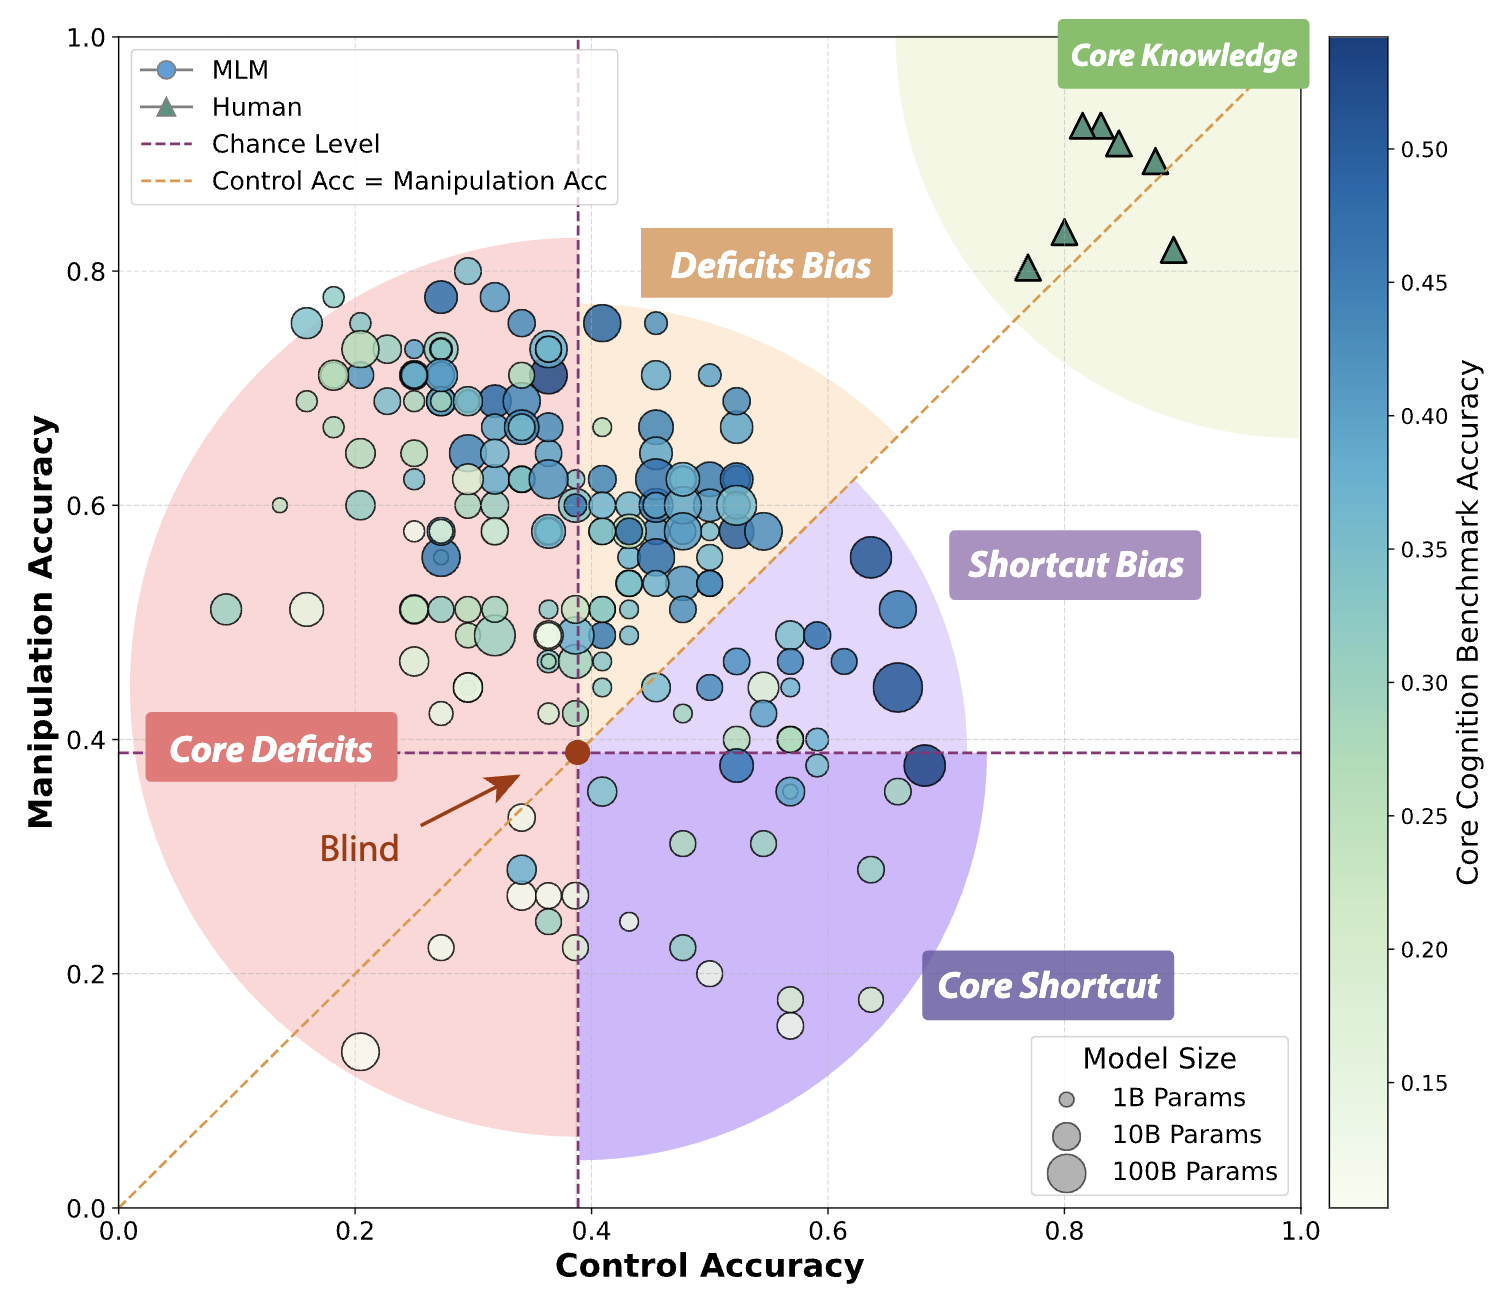 Core Knowledge
MLM
Human
Chance Level
Control Acc = Manipulation Acc
Deficits Bias
Shortcut Bias
Core Deficits
Blind
Core Shortcut
Model Size
1B Params
10B Params
100B Params
1.0
0.8
0.6
0.4
0.2
0.0
Manipulation Accuracy
0.0 0.2 0.4 0.6 0.8 1.0
Control Accuracy
0.50
0.45
0.40
0.35
0.30
0.25
0.20
0.15
Core Cognition Benchmark Accuracy